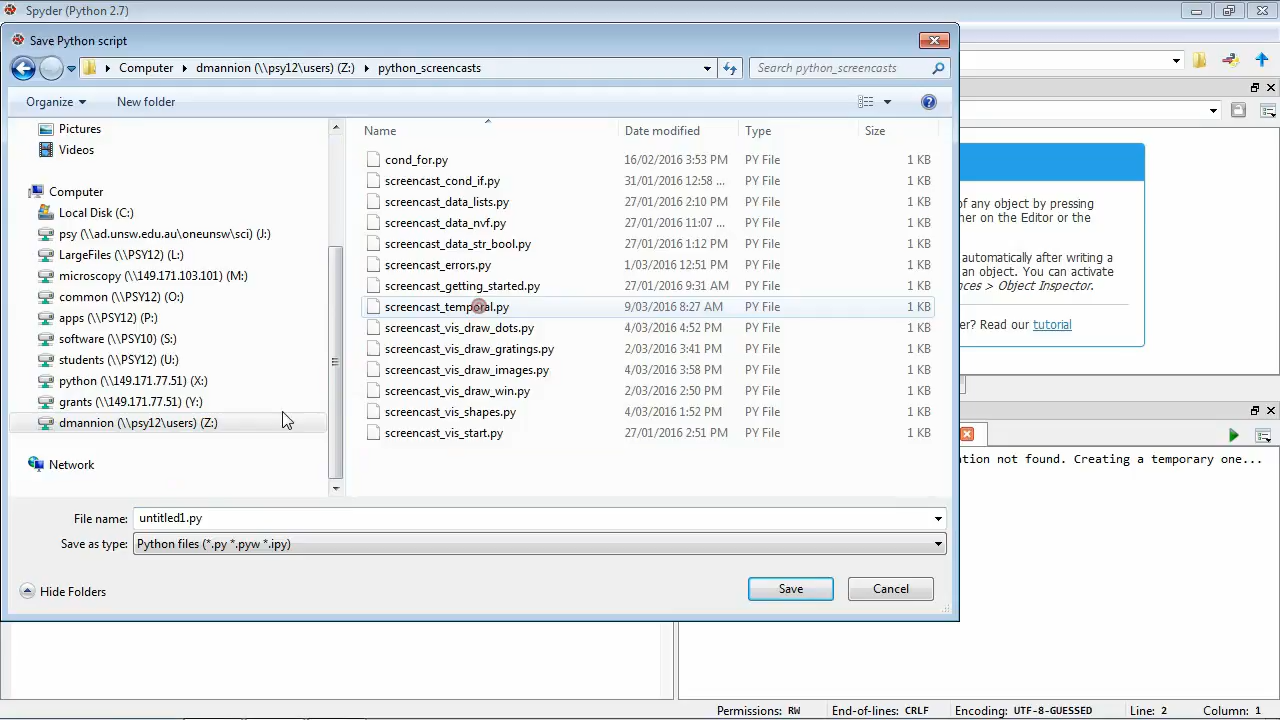 Spyder (Python 2.7)
Save Python script
Computer dmannion (\\psy12\users) (Z:) python_screencasts
Search python_screencasts
Organize New folder
Name Date modified Type Size
Pictures
Videos
Computer
Local Disk (C:)
psy (\\ad.unsw.edu.au\oneunsw\sci) (J:)
LargeFiles (\\PSY12) (L:)
microscopy (\\149.171.103.101) (M:)
common (\\PSY12) (O:)
apps (\\PSY12) (P:)
software (\\PSY10) (S:)
students (\\PSY12) (U:)
python (\\149.171.77.51) (X:)
grants (\\149.171.77.51) (Y:)
dmannion (\\psy12\users) (Z:)
Network
cond_for.py 16/02/2016 3:53 PM PY File 1 KB
screencast_cond_if.py 31/01/2016 12:58 ... PY File 1 KB
screencast_data_lists.py 27/01/2016 2:10 PM PY File 1 KB
screencast_data_nvf.py 27/01/2016 11:07 ... PY File 1 KB
screencast_data_str_bool.py 27/01/2016 1:12 PM PY File 1 KB
screencast_errors.py 1/03/2016 12:51 PM PY File 1 KB
screencast_getting_started.py 27/01/2016 9:31 AM PY File 1 KB
screencast_temporal.py 9/03/2016 8:27 AM PY File 1 KB
screencast_vis_draw_dots.py 4/03/2016 4:52 PM PY File 1 KB
screencast_vis_draw_gratings.py 2/03/2016 3:41 PM PY File 1 KB
screencast_vis_draw_images.py 4/03/2016 3:58 PM PY File 1 KB
screencast_vis_draw_win.py 2/03/2016 2:50 PM PY File 1 KB
screencast_vis_shapes.py 4/03/2016 1:52 PM PY File 1 KB
screencast_vis_start.py 27/01/2016 2:51 PM PY File 1 KB
File name: untitled1.py
Save as type: Python files (*.py *.pyw *.ipy)
Hide Folders
Save Cancel
of any object by pressing
ner on the Editor or the
automatically after writing a
an object. You can activate
nces > Object Inspector.
er? Read our tutorial
ation not found. Creating a temporary one...
Permissions: RW End-of-lines: CRLF Encoding: UTF-8-GUESSED Line: 2 Column: 1